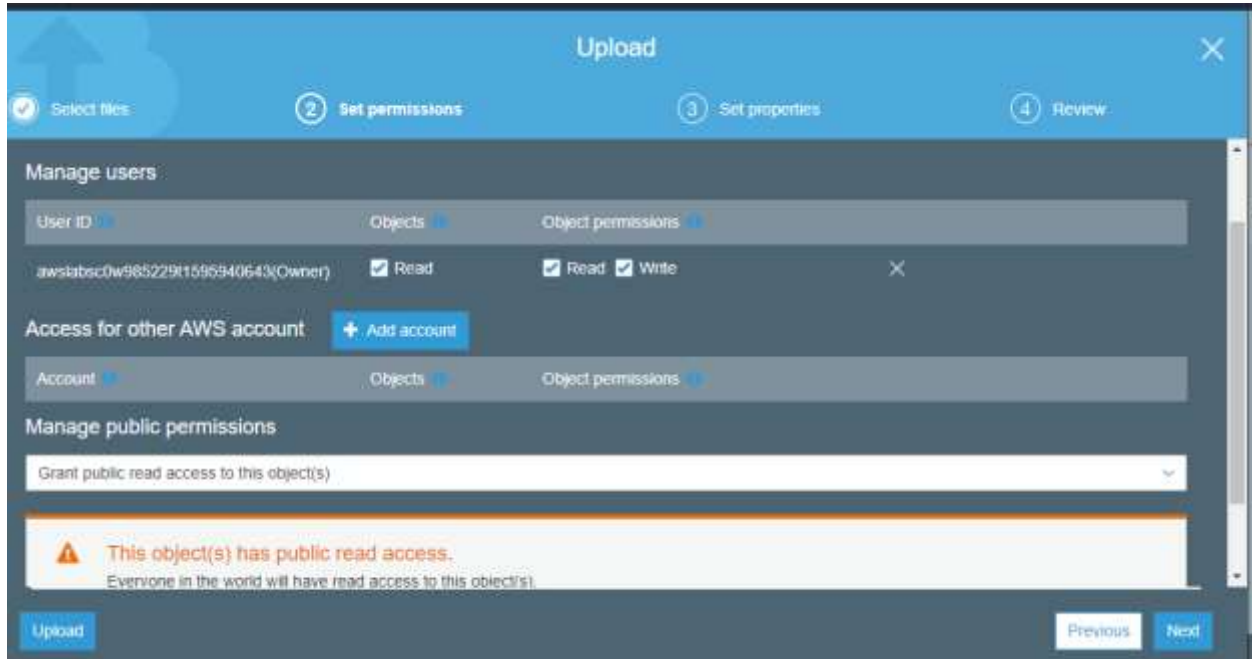 Upload
Select files
2 Set permissions
3 Set properties
4 Review
Manage users
User ID Objects Object permissions
(Owner) Read Read Write
Access for other AWS account + Add account
Account Objects Object permissions
Manage public permissions
Grant public read access to this object(s)
This object(s) has public read access.
Everyone in the world will have read access to this object(s).
Upload Previous Next